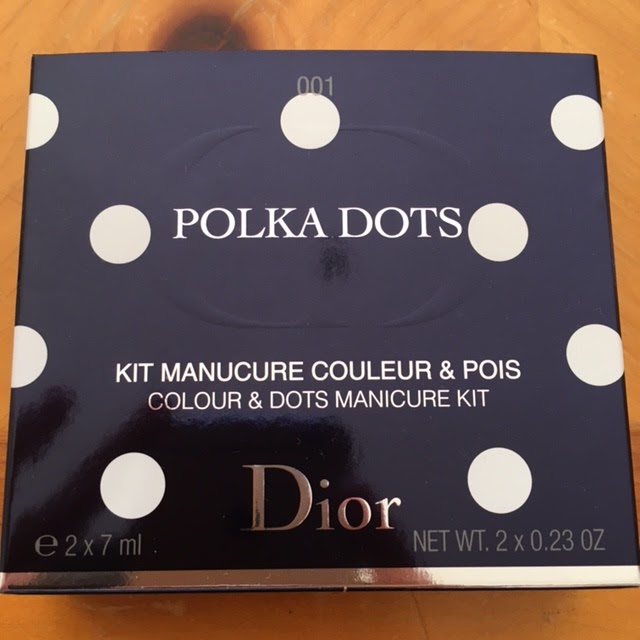 001
POLKA DOTS
KIT MANUCURE COULEUR & POIS
COLOUR & DOTS MANICURE KIT
Dior
℮ 2 x 7 ml NET WT. 2 x 0.23 OZ